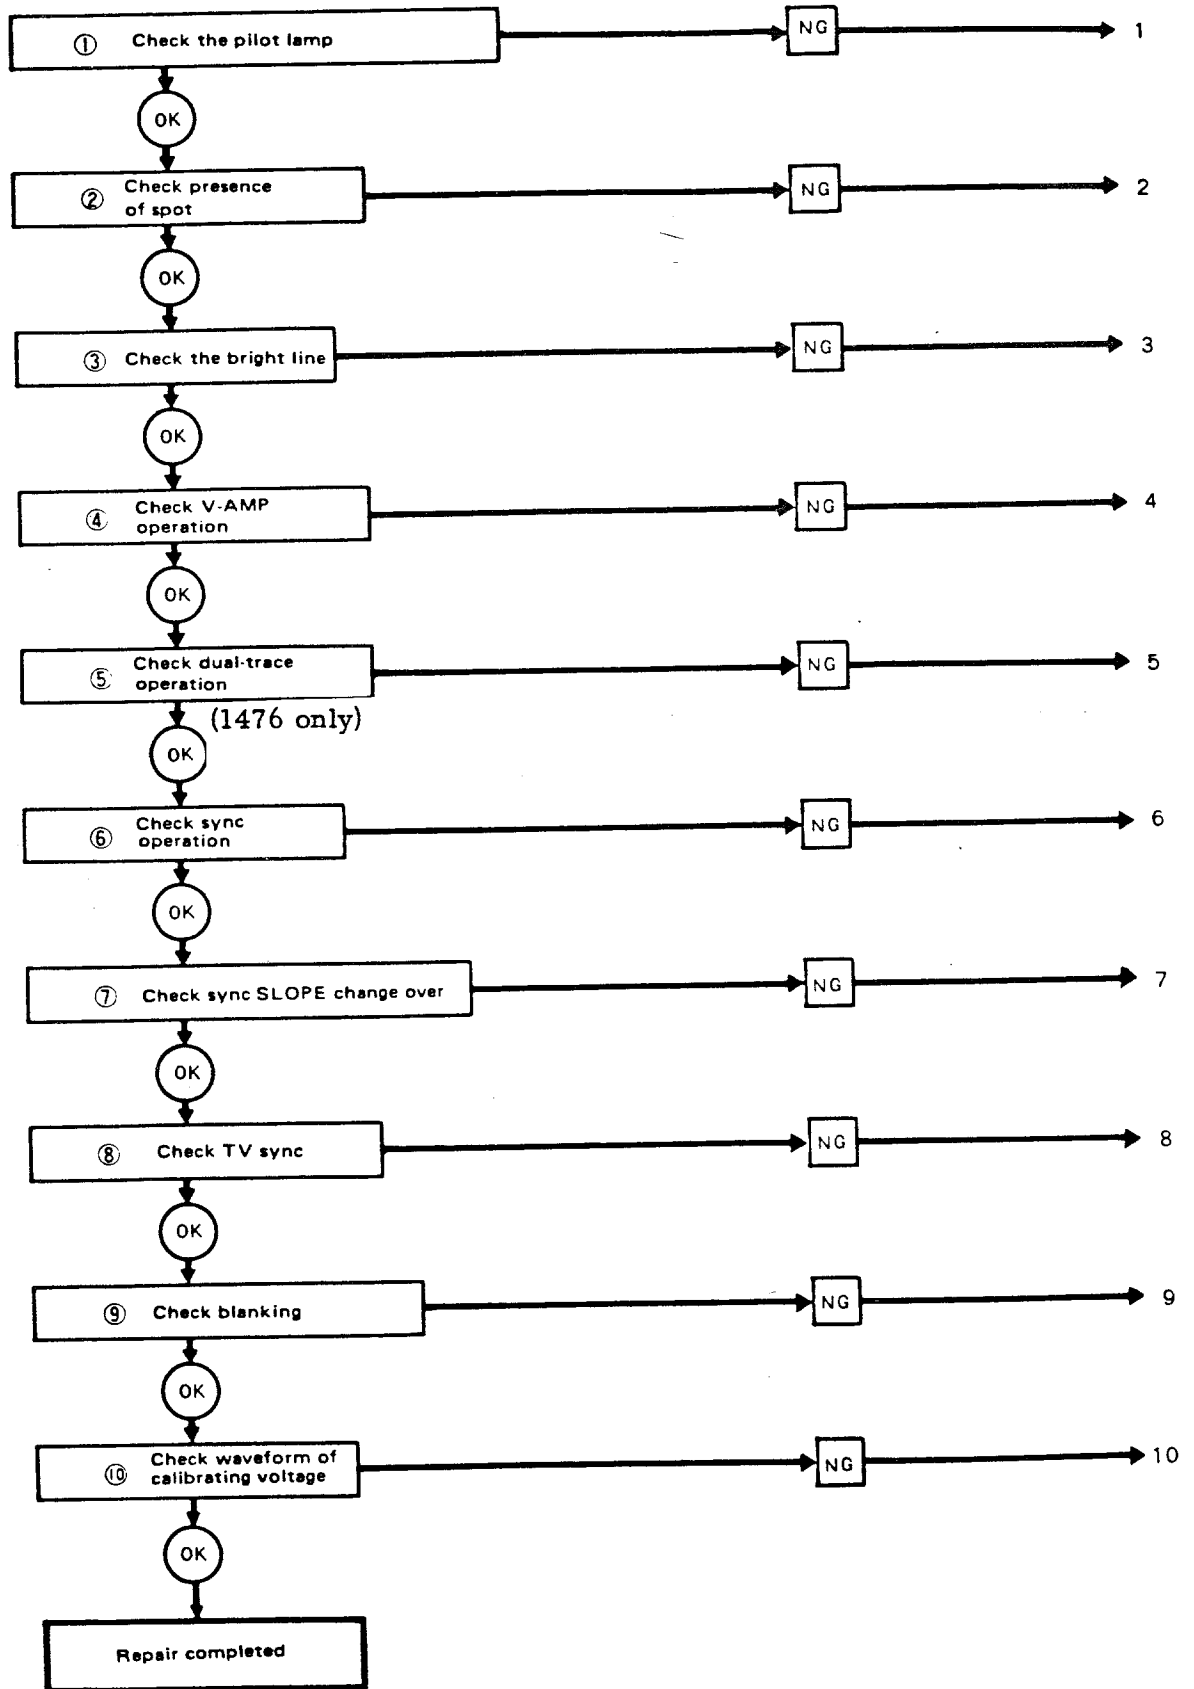 ① Check the pilot lamp
NG
1
OK
② Check presence
of spot
NG
2
OK
③ Check the bright line
NG
3
OK
④ Check V-AMP
operation
NG
4
OK
⑤ Check dual-trace
operation
NG
5
(1476 only)
OK
⑥ Check sync
operation
NG
6
OK
⑦ Check sync SLOPE change over
NG
7
OK
⑧ Check TV sync
NG
8
OK
⑨ Check blanking
NG
9
OK
⑩ Check waveform of
calibrating voltage
NG
10
OK
Repair completed